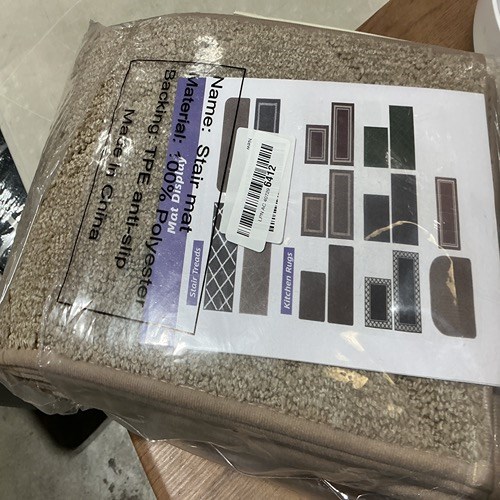 Name: Stair mat
Material: 100% Polyester
Backing: TPE anti-slip
Made in China
Mat Display
Stair Treads
Kitchen Rugs
6412